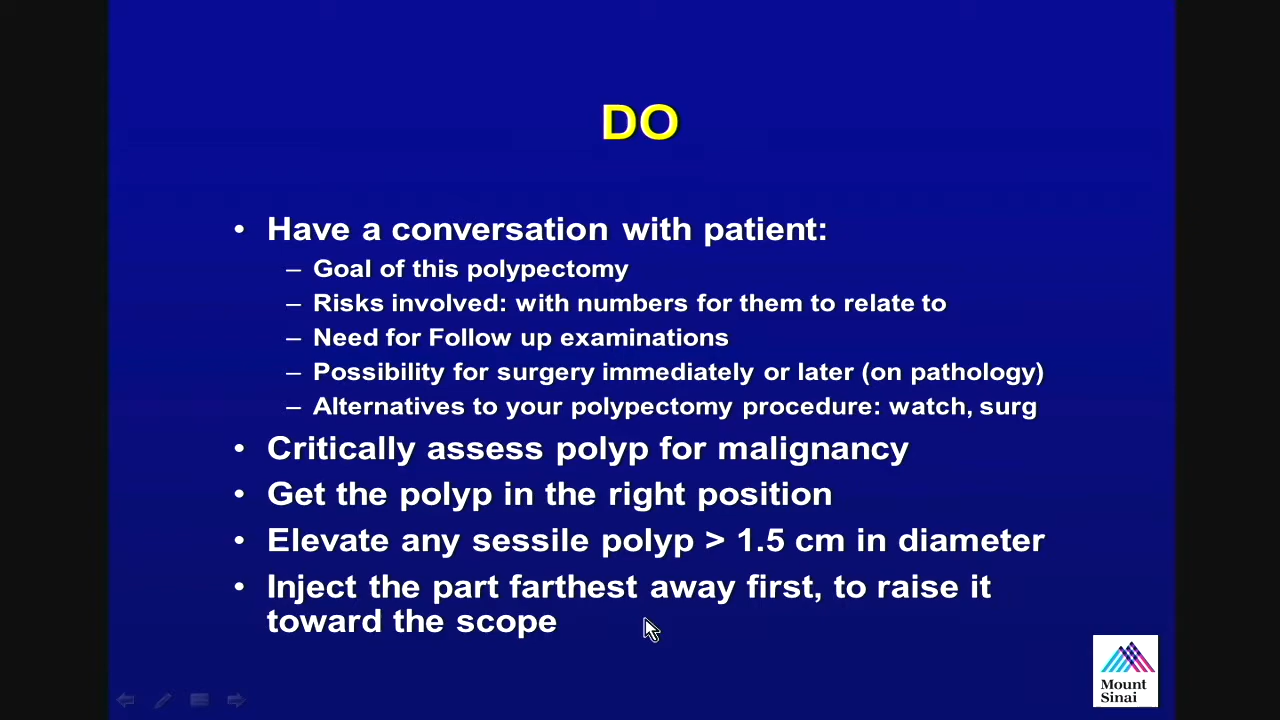 DO
• Have a conversation with patient:
– Goal of this polypectomy
– Risks involved: with numbers for them to relate to
– Need for Follow up examinations
– Possibility for surgery immediately or later (on pathology)
– Alternatives to your polypectomy procedure: watch, surg
• Critically assess polyp for malignancy
• Get the polyp in the right position
• Elevate any sessile polyp > 1.5 cm in diameter
• Inject the part farthest away first, to raise it
toward the scope
Mount
Sinai